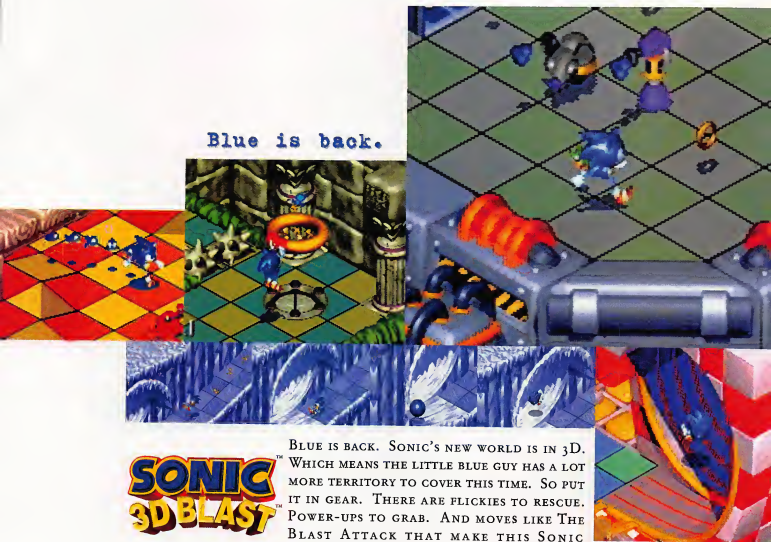 Blue is back.
SONIC™
3D BLAST™
BLUE IS BACK. SONIC'S NEW WORLD IS IN 3D.
WHICH MEANS THE LITTLE BLUE GUY HAS A LOT
MORE TERRITORY TO COVER THIS TIME. SO PUT
IT IN GEAR. THERE ARE FLICKIES TO RESCUE.
POWER-UPS TO GRAB. AND MOVES LIKE THE
BLAST ATTACK THAT MAKE THIS SONIC